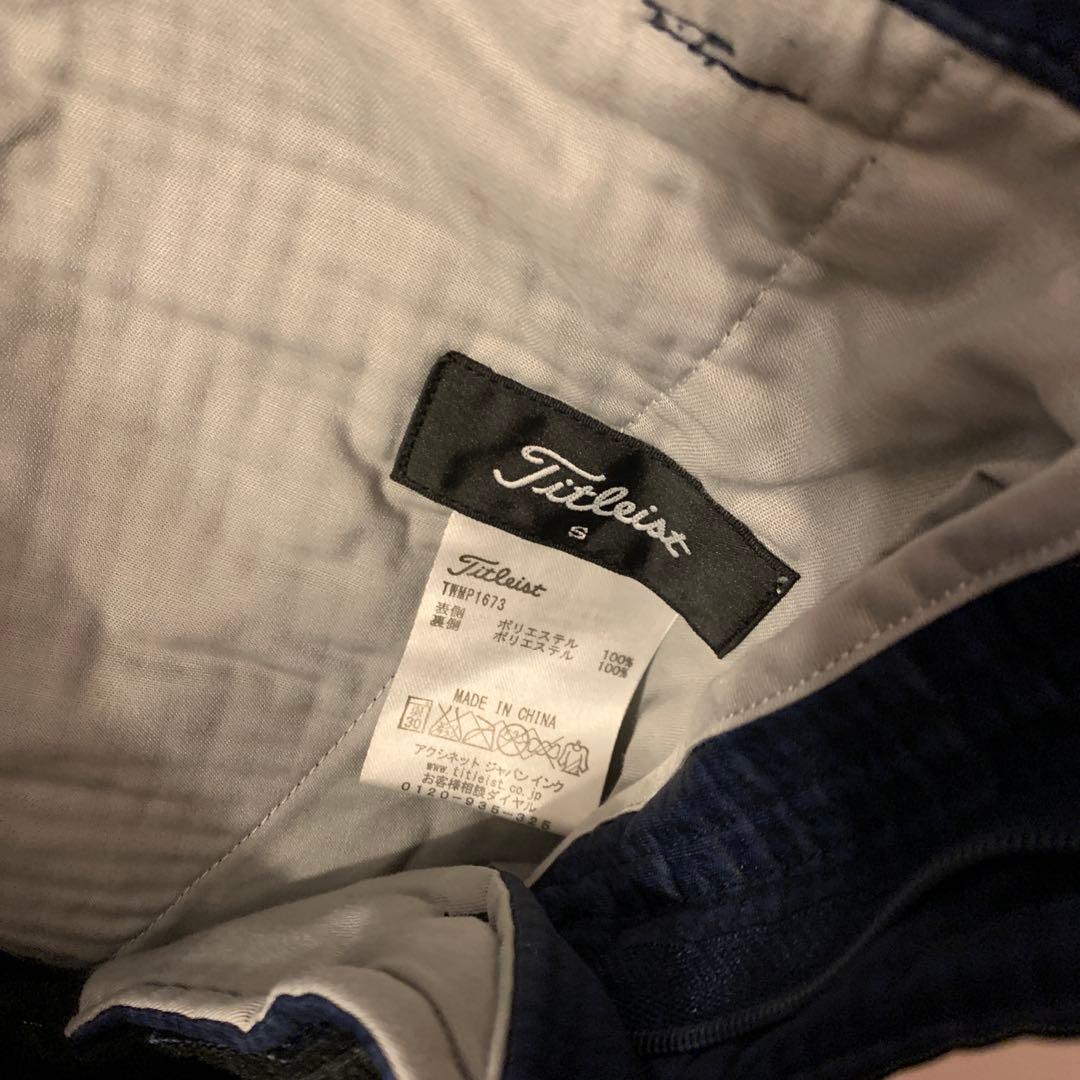 Titleist
S
Titleist
TWMP1673
表側 ポリエステル 100%
裏側 ポリエステル 100%
MADE IN CHINA
30
アクシネット ジャパン インク
www.titleist.co.jp
お客様相談ダイヤル
0120-935-325